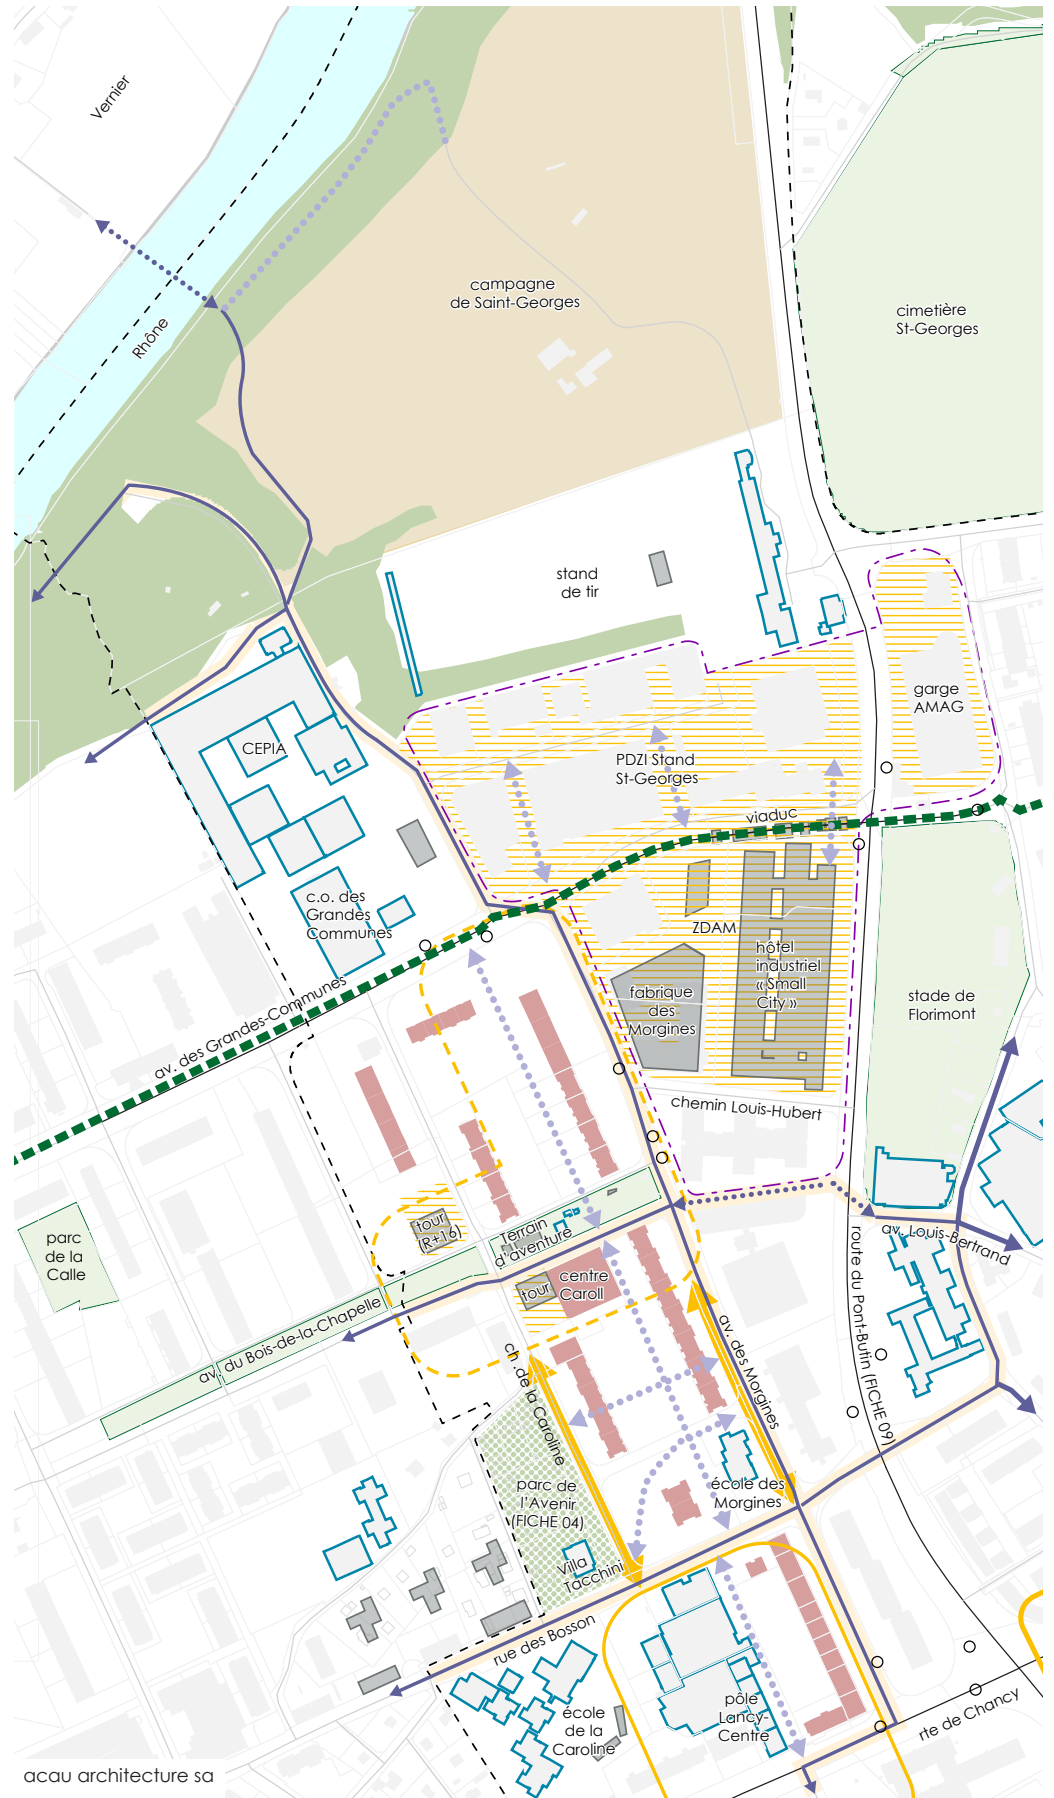 Vernier
Rhône
campagne
de Saint-Georges
cimetière
St-Georges
stand
de tir
garge
AMAG
CEPIA
PDZI Stand
St-Georges
viaduc
c.o. des
Grandes
Communes
ZDAM
hôtel
industriel
« Small
City »
fabrique
des
Morgines
stade de
Florimont
av. des Grandes-Communes
chemin Louis-Hubert
parc
de la
Calle
tour
(R+16)
Terrain
d'aventure
av. Louis-Bertrand
centre
Caroll
tour
av. du Bois-de-la-Chapelle
ch .de la Caroline
av. des Morgines
route du Pont-Butin (FICHE 09)
parc de
l'Avenir
(FICHE 04)
école des
Morgines
Villa
Tacchini
rue des Bosson
école
de la
Caroline
pôle
Lancy-
Centre
rte de Chancy
acau architecture sa